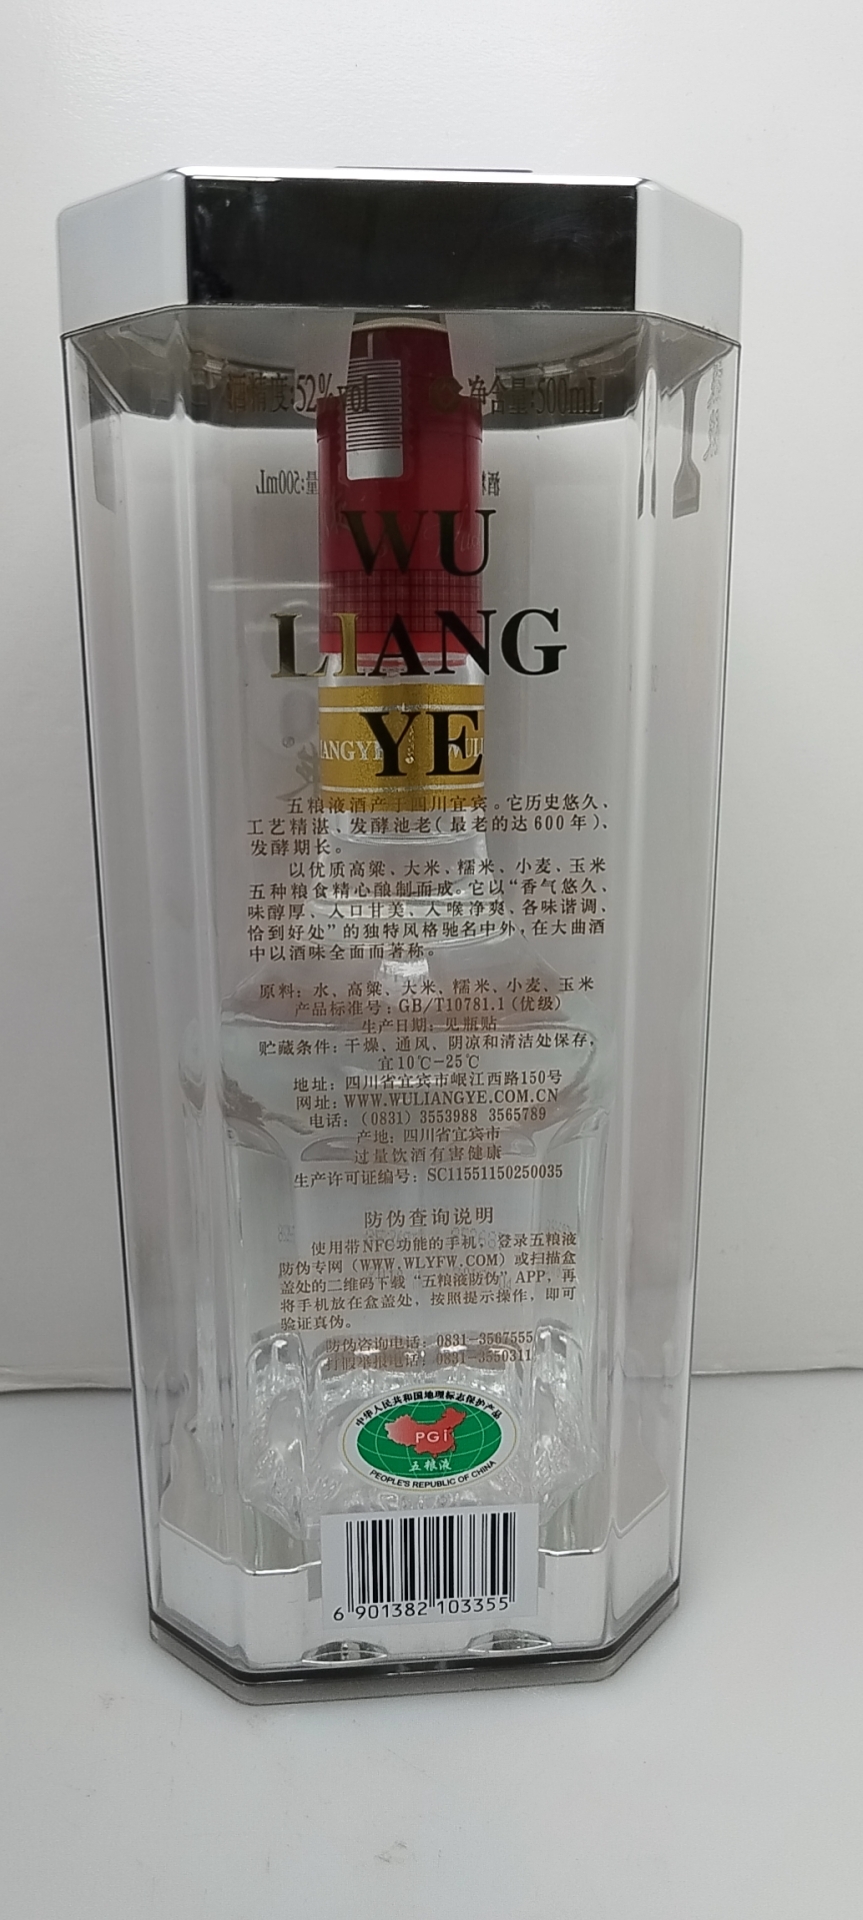 酒精度:52%vol 净含量:500mL
WU
LIANG
YE
五粮液酒产于四川宜宾。它历史悠久、
工艺精湛、发酵池老(最老的达600年)、
发酵期长。
以优质高粱、大米、糯米、小麦、玉米
五种粮食精心酿制而成。它以“香气悠久、
味醇厚、入口甘美、入喉净爽、各味谐调、
恰到好处”的独特风格驰名中外,在大曲酒
中以酒味全面而著称。
原料: 水、高粱、大米、糯米、小麦、玉米
产品标准号: GB/T10781.1(优级)
生产日期: 见瓶贴
贮藏条件: 干燥、通风、阴凉和清洁处保存,
宜10℃-25℃
地址: 四川省宜宾市岷江西路150号
网址: WWW.WULIANGYE.COM.CN
电话: (0831) 3553988 3565789
产地: 四川省宜宾市
过量饮酒有害健康
生产许可证编号: SC11551150250035
防伪查询说明
使用带NFC功能的手机, 登录五粮液
防伪专网(WWW.WLYFW.COM)或扫描盒
盖处的二维码下载“五粮液防伪”APP,再
将手机放在盒盖处, 按照提示操作, 即可
验证真伪。
防伪咨询电话: 0831-3567555
打假举报电话: 0831-3550311
中华人民共和国地理标志保护产品
PGI
五粮液
PEOPLE'S REPUBLIC OF CHINA
6 901382 103355